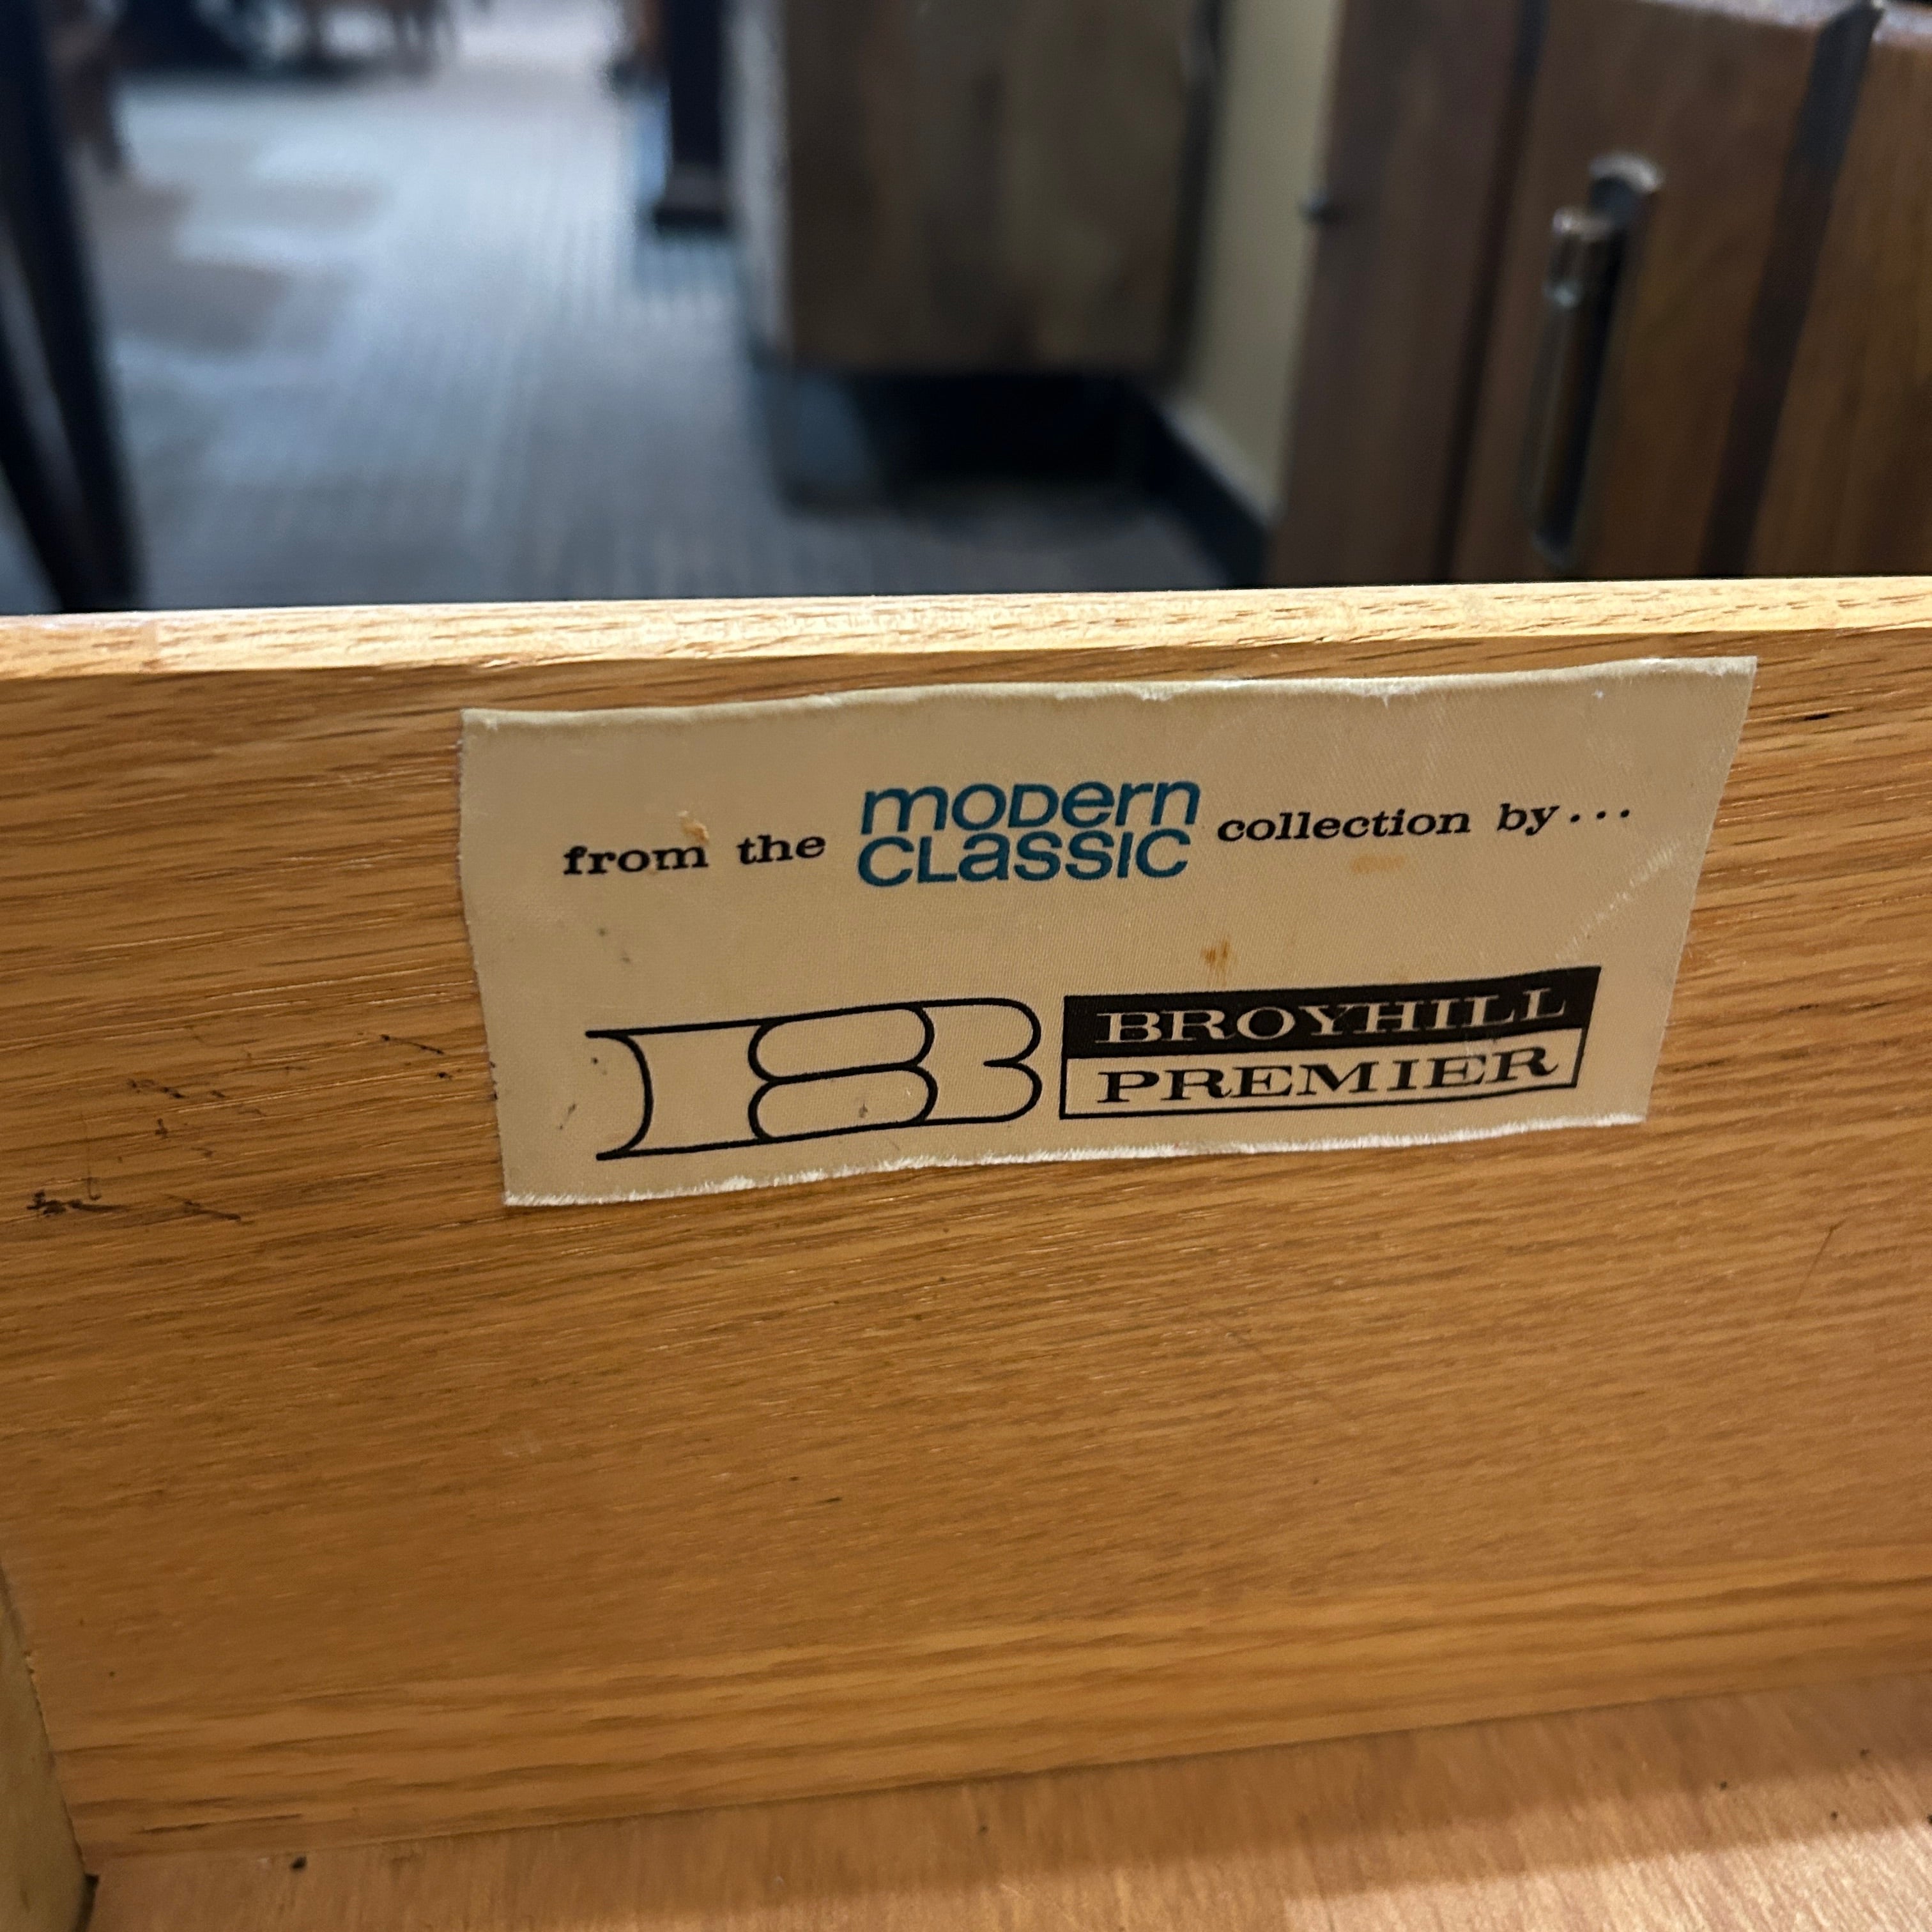 from the moDern CLassIC collection by...
B BROYHILL
PREMIER